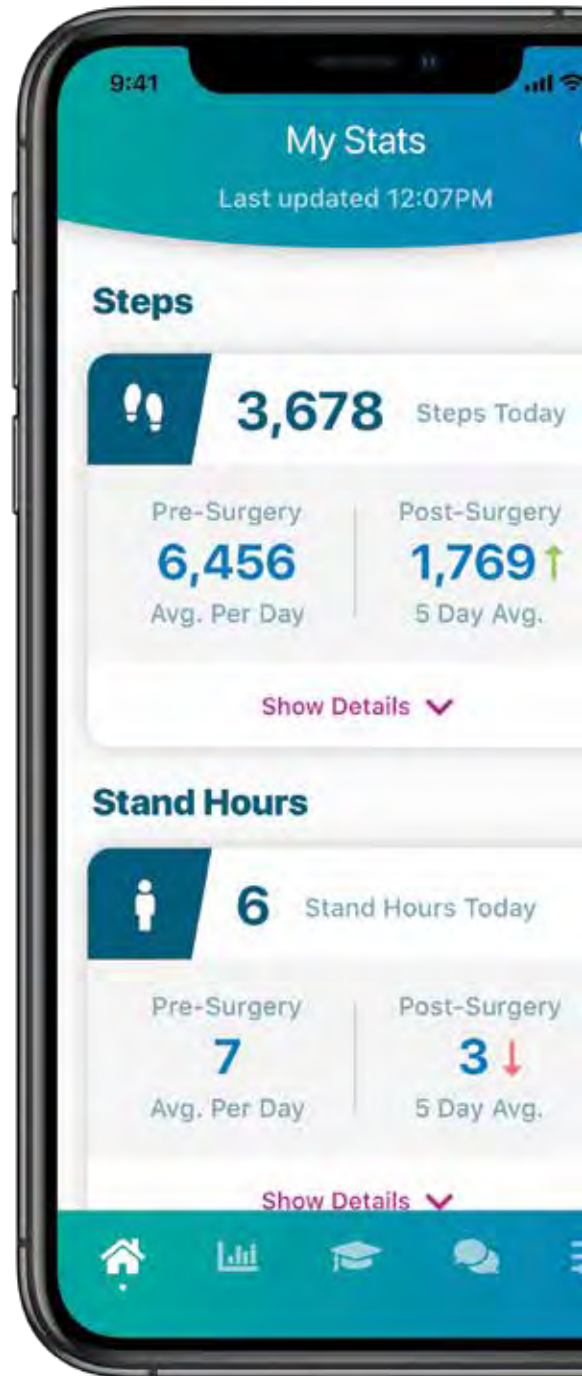 9:41
My Stats
Last updated 12:07PM
Steps
3,678 Steps Today
Pre-Surgery Post-Surgery
6,456 1,769↑
Avg. Per Day 5 Day Avg.
Show Details
Stand Hours
6 Stand Hours Today
Pre-Surgery Post-Surgery
7 3↓
Avg. Per Day 5 Day Avg.
Show Details